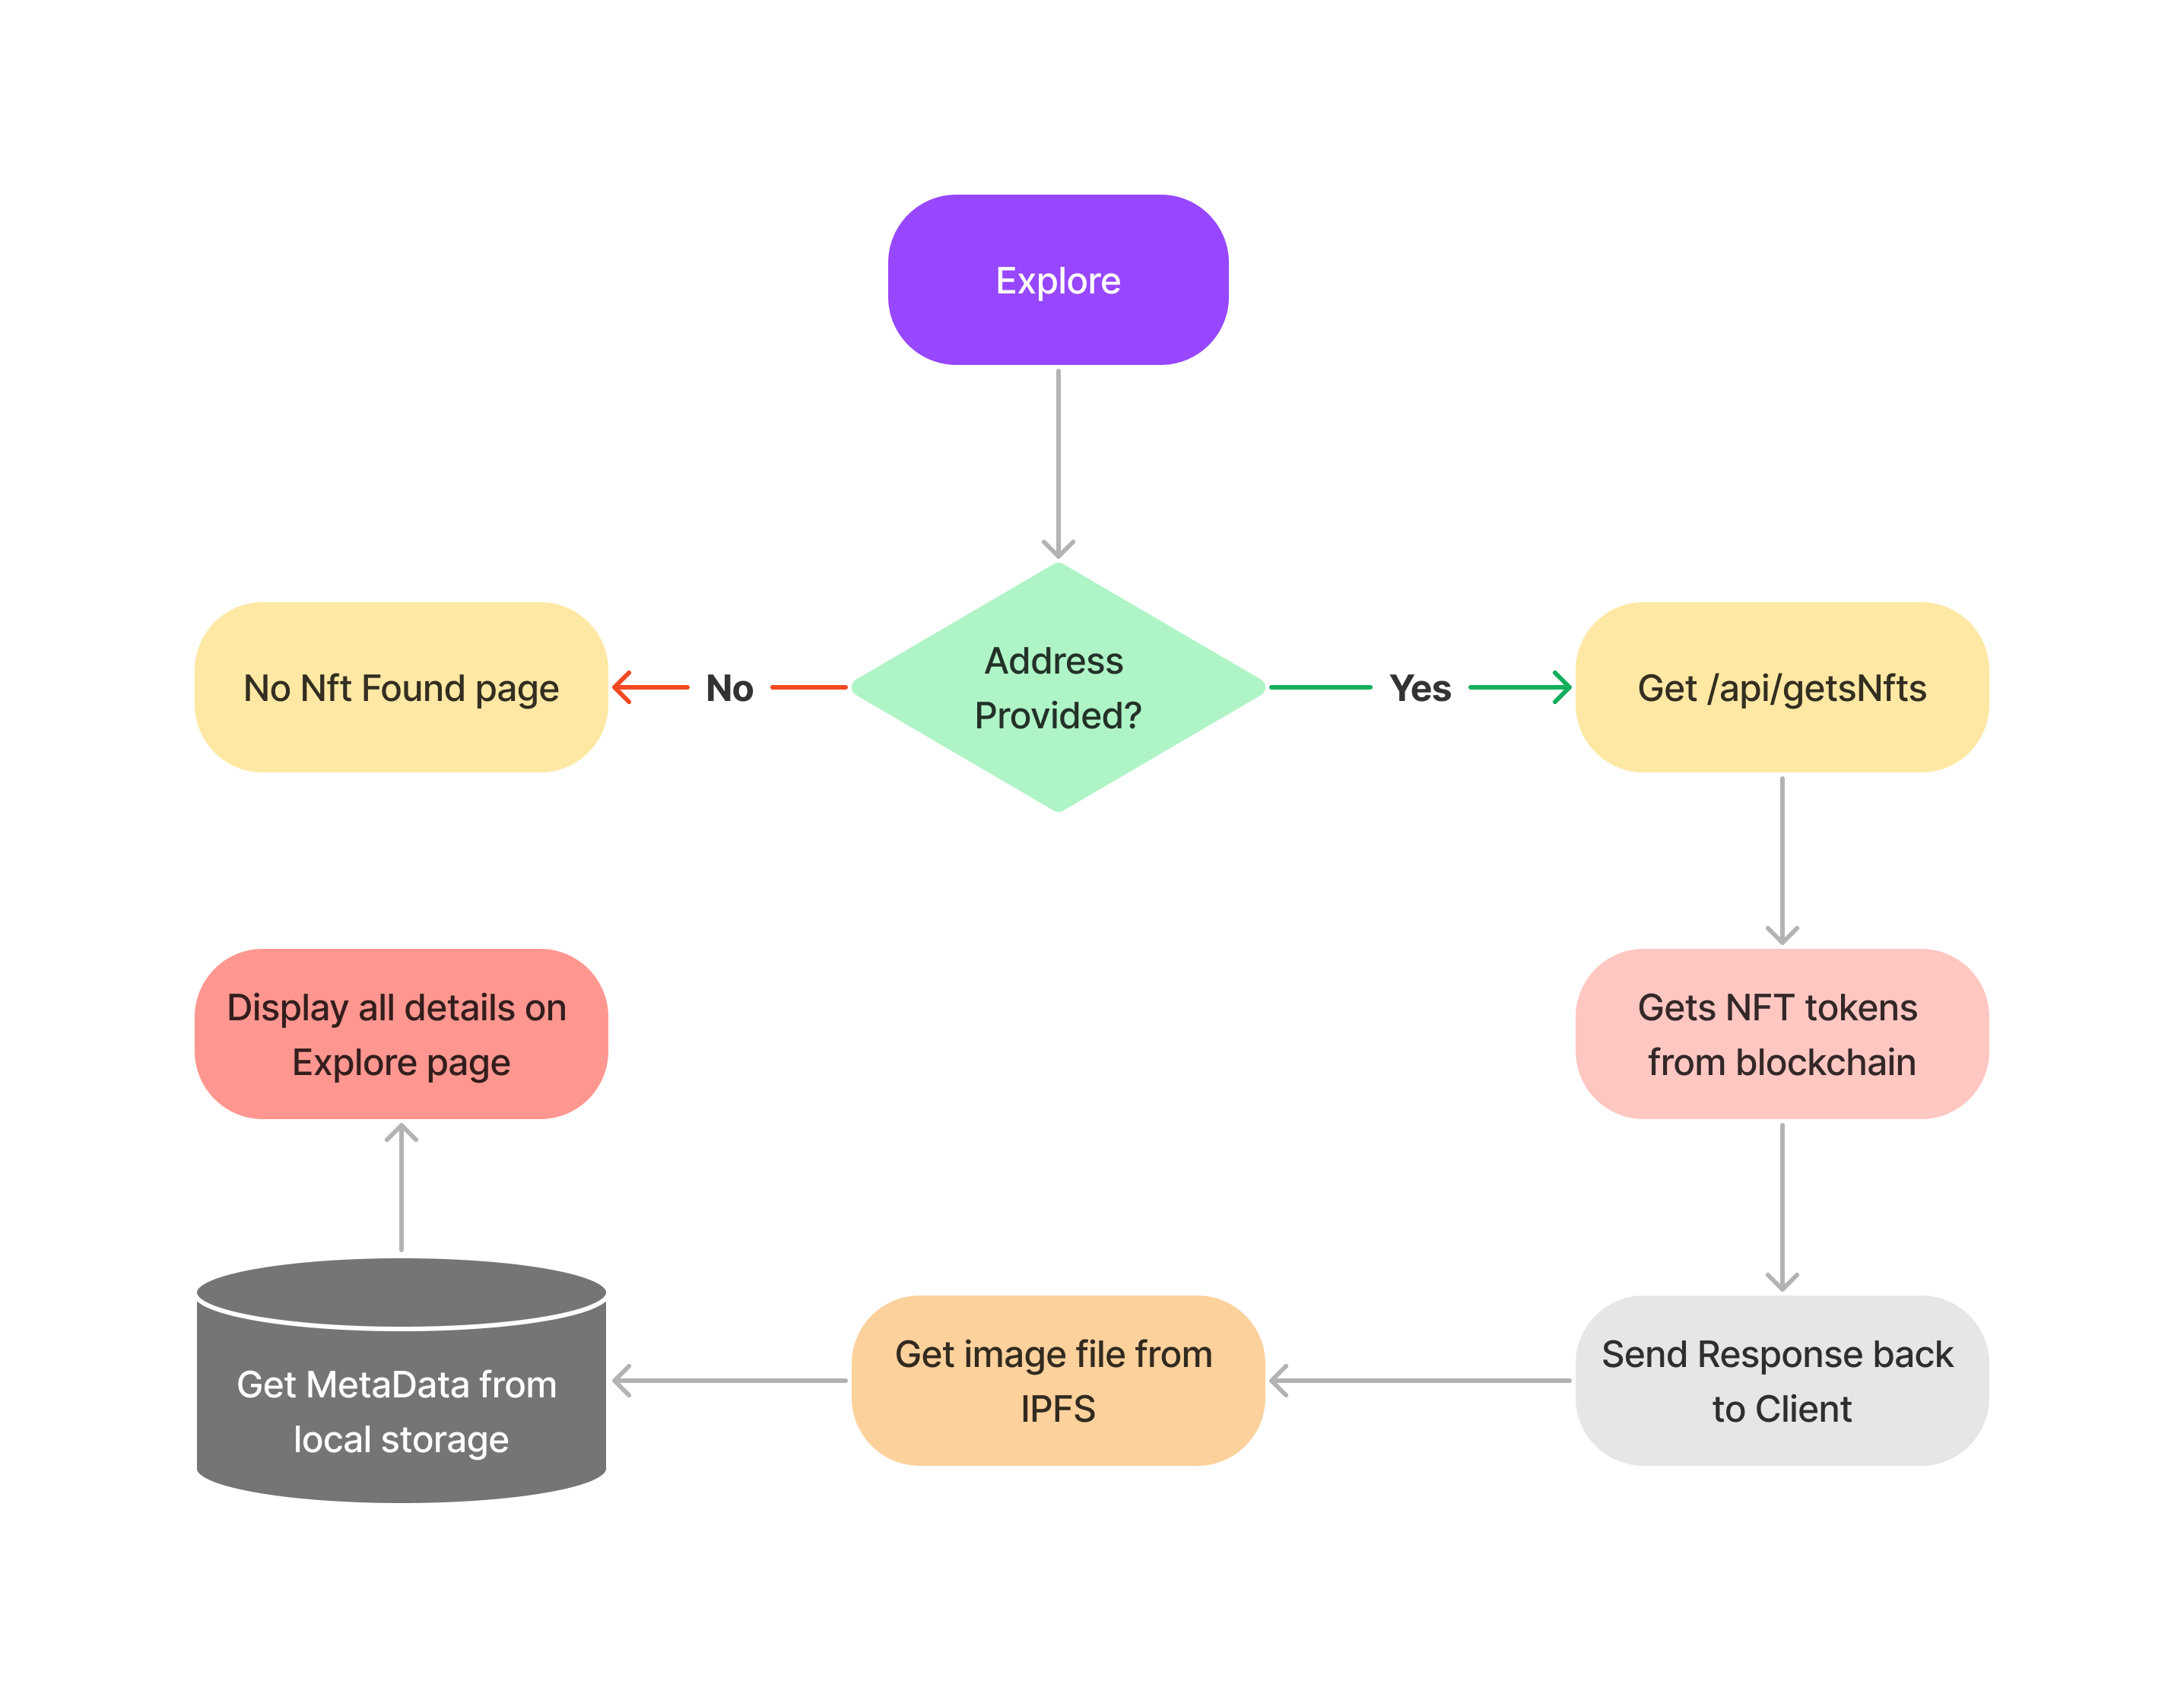 Explore
Address
Provided?
No Nft Found page
No
Yes
Get /api//getsNfts
Display all details on
Explore page
Gets NFT tokens
from blockchain
Get MetaData from
local storage
Get image file from
IPFS
Send Response back
to Client